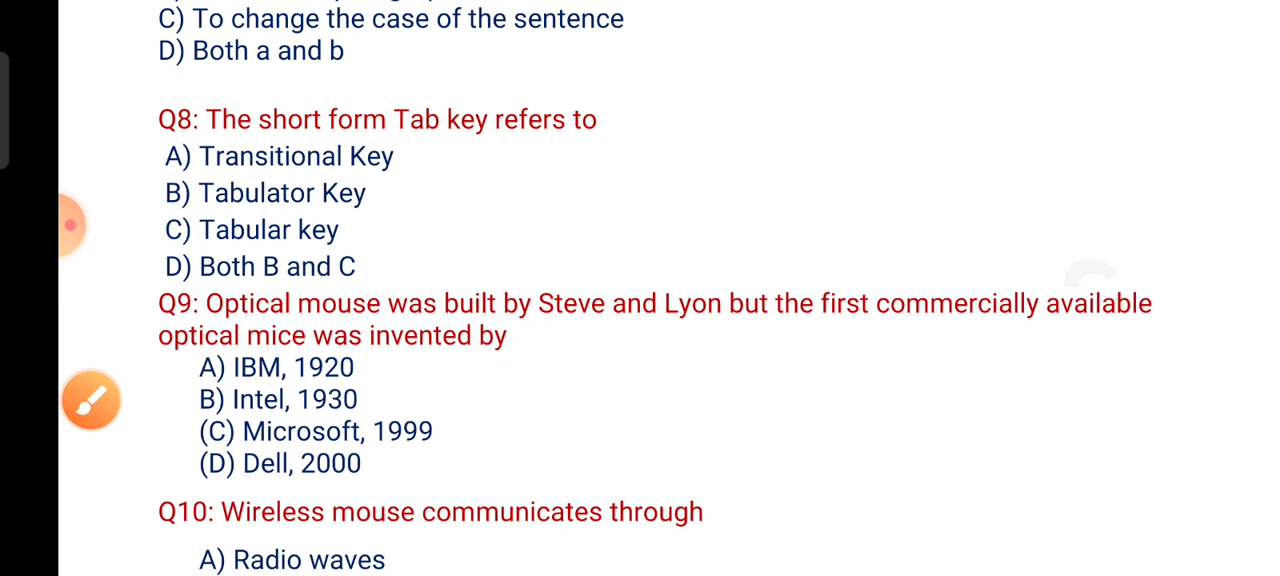 C) To change the case of the sentence
D) Both a and b
Q8: The short form Tab key refers to
A) Transitional Key
B) Tabulator Key
C) Tabular key
D) Both B and C
Q9: Optical mouse was built by Steve and Lyon but the first commercially available
optical mice was invented by
A) IBM, 1920
B) Intel, 1930
(C) Microsoft, 1999
(D) Dell, 2000
Q10: Wireless mouse communicates through
A) Radio waves